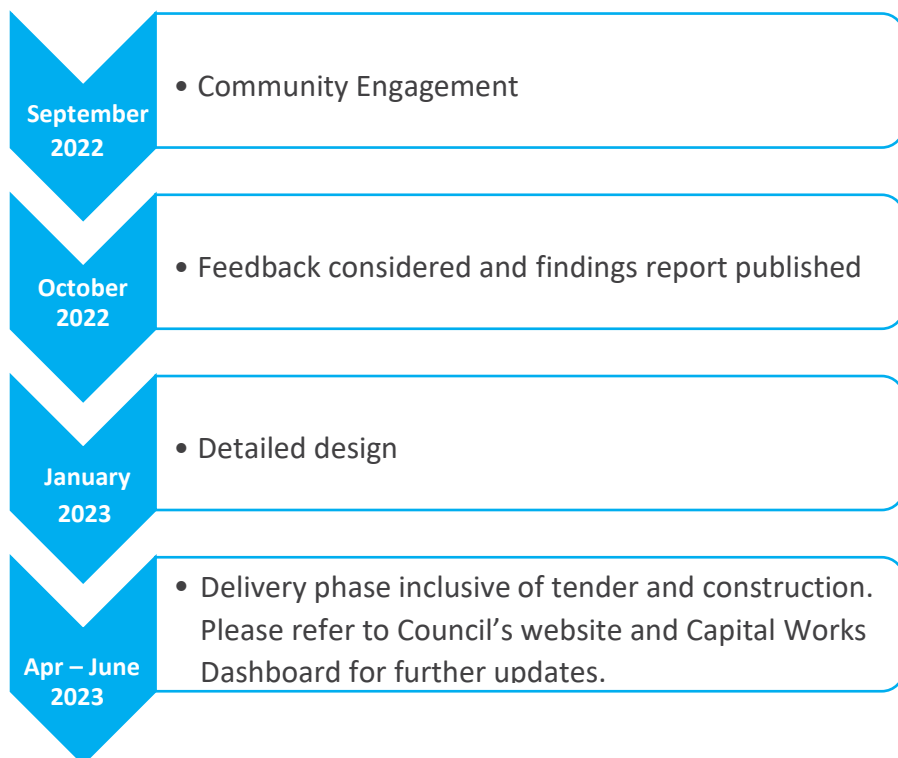 September
2022
• Community Engagement
October
2022
• Feedback considered and findings report published
January
2023
• Detailed design
Apr – June
2023
• Delivery phase inclusive of tender and construction.
Please refer to Council’s website and Capital Works
Dashboard for further updates.